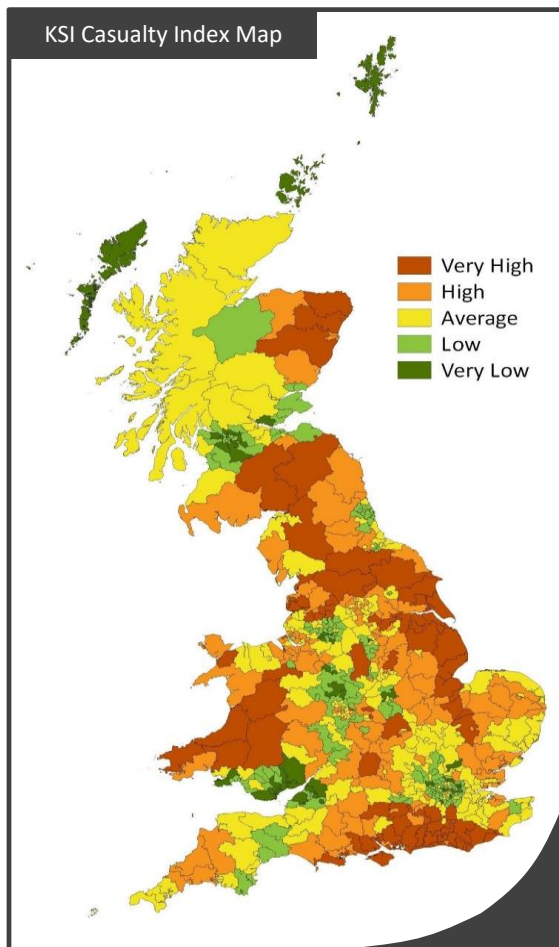 KSI Casualty Index Map
Very High
High
Average
Low
Very Low